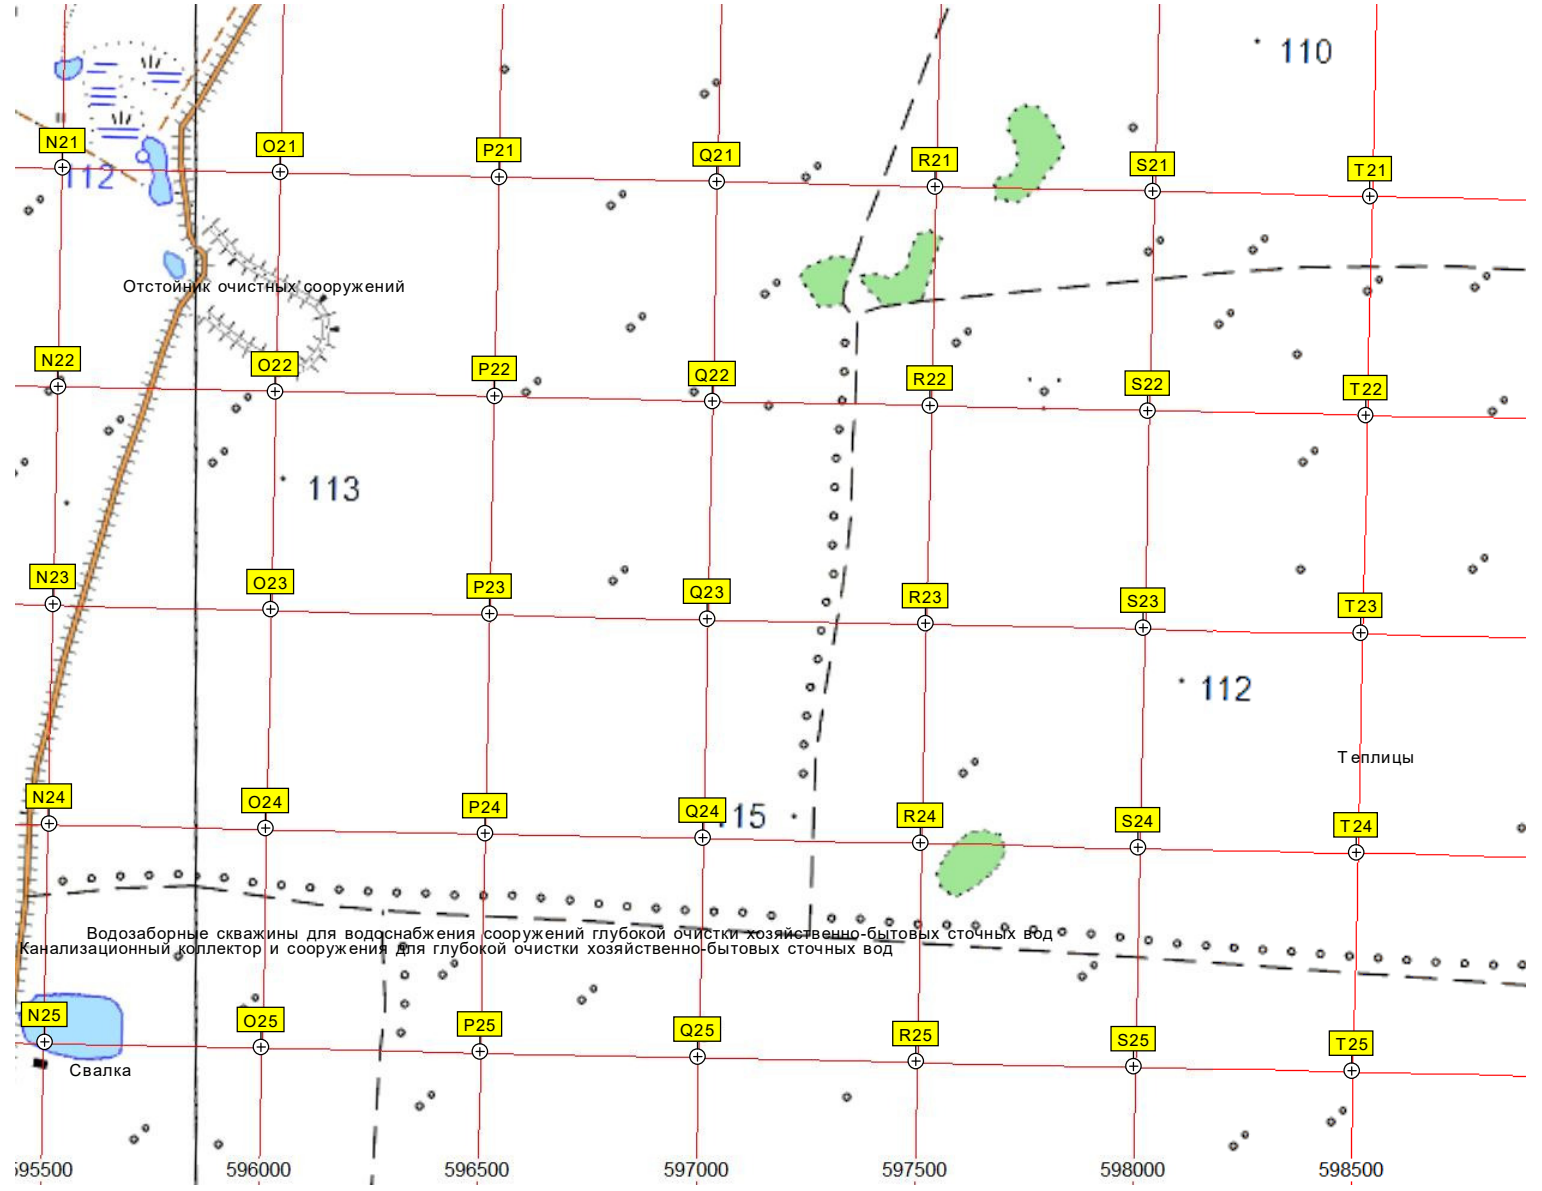 110
N21 O21 P21 Q21 R21 S21 T21
112
Отстойник очистных сооружений
N22 O22 P22 Q22 R22 S22 T22
113
N23 O23 P23 Q23 R23 S23 T23
112
Теплицы
N24 O24 P24 Q24 R24 S24 T24
15
Водозаборные скважины для водоснабжения сооружений глубокой очистки хозяйственно-бытовых сточных вод
Канализационный коллектор и сооружения для глубокой очистки хозяйственно-бытовых сточных вод
N25 O25 P25 Q25 R25 S25 T25
Свалка
595500 596000 596500 597000 597500 598000 598500